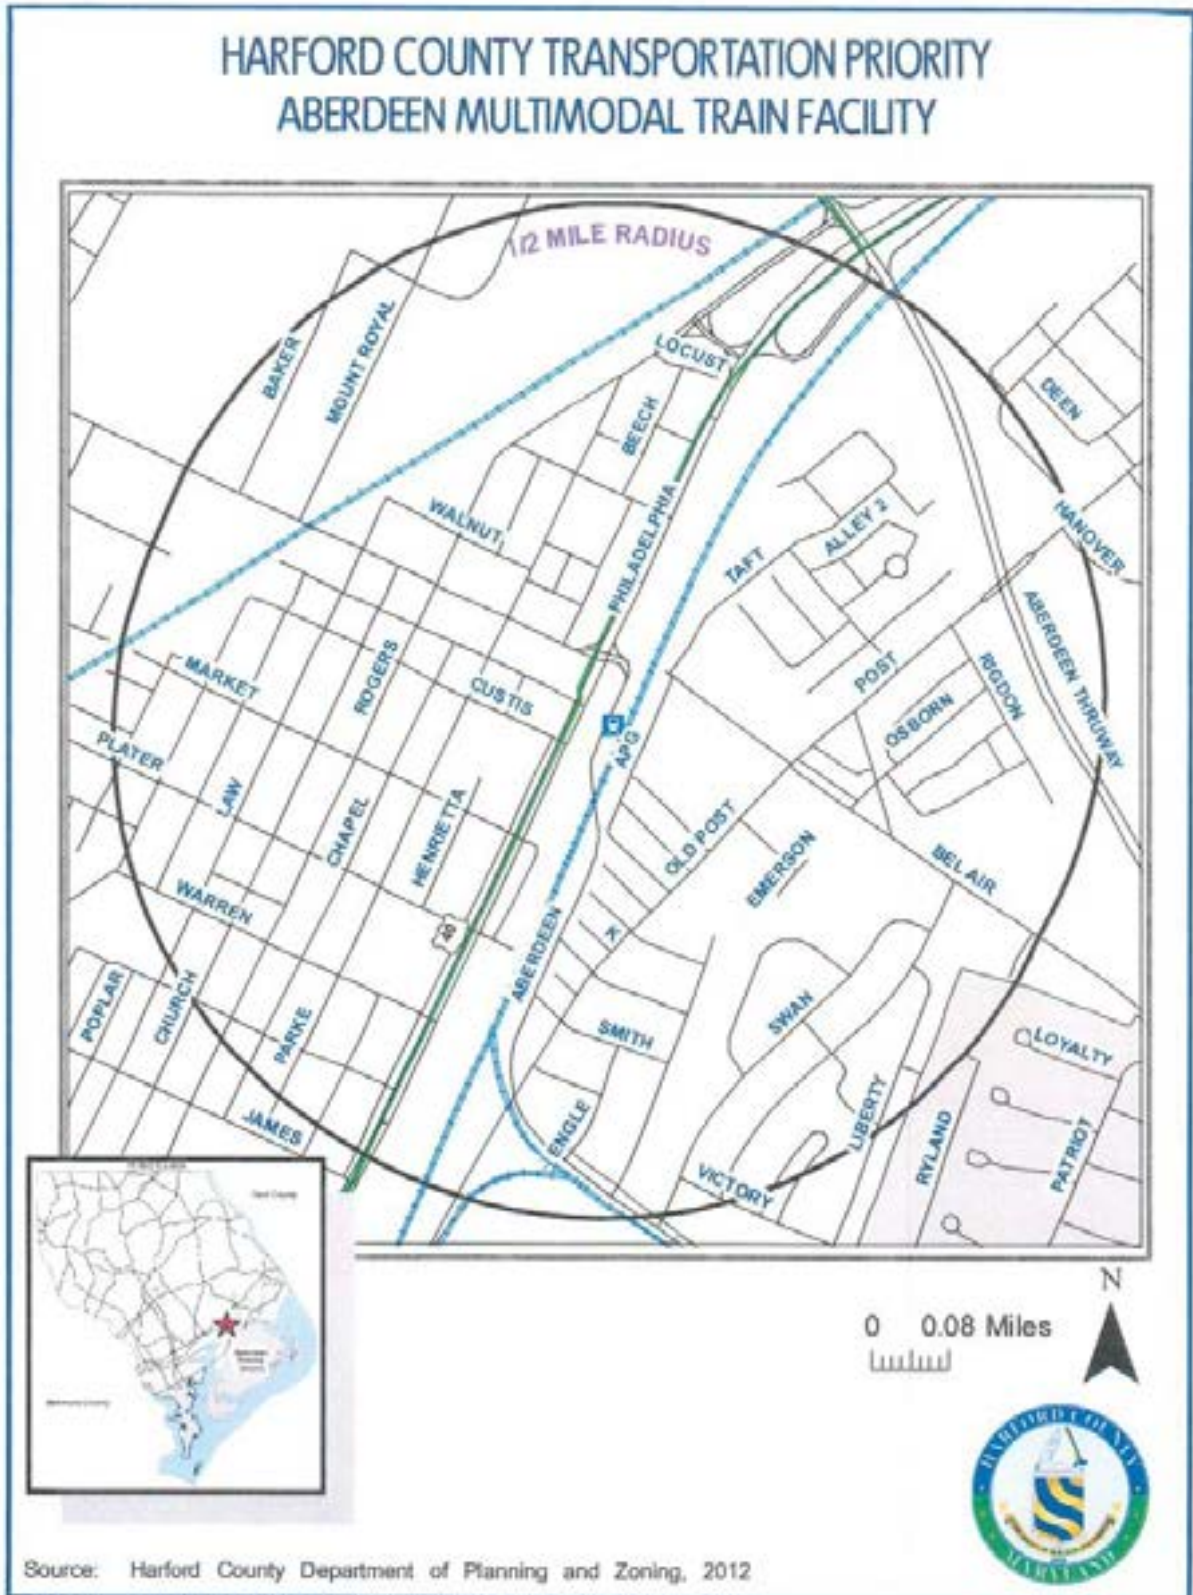 HARFORD COUNTY TRANSPORTATION PRIORITY
ABERDEEN MULTIMODAL TRAIN FACILITY
1/2 MILE RADIUS
BAKER
MOUNT ROYAL
LOCUST
BEECH
DEEN
WALNUT
PHILADELPHIA
TAFT
ALLEY 2
HANOVER
ABERDEEN THRUWAY
MARKET
ROGERS
CUSTIS
POST
RIGDON
OSBORN
PLATER
LAW
APG
CHAPEL
HENRIETTA
OLD POST
EMERSON
BEL AIR
WARREN
40
K
ABERDEEN
POPLAR
CHURCH
PARKE
SMITH
SWAN
LOYALTY
JAMES
ENGLE
LIBERTY
RYLAND
PATRIOT
VICTORY
N
0 0.08 Miles
HARFORD COUNTY
MARYLAND
Source: Harford County Department of Planning and Zoning, 2012